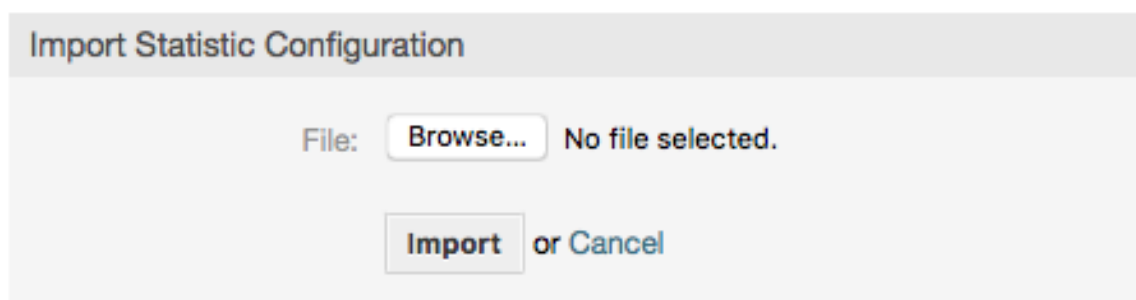 Import Statistic Configuration
File: Browse... No file selected.
Import or Cancel